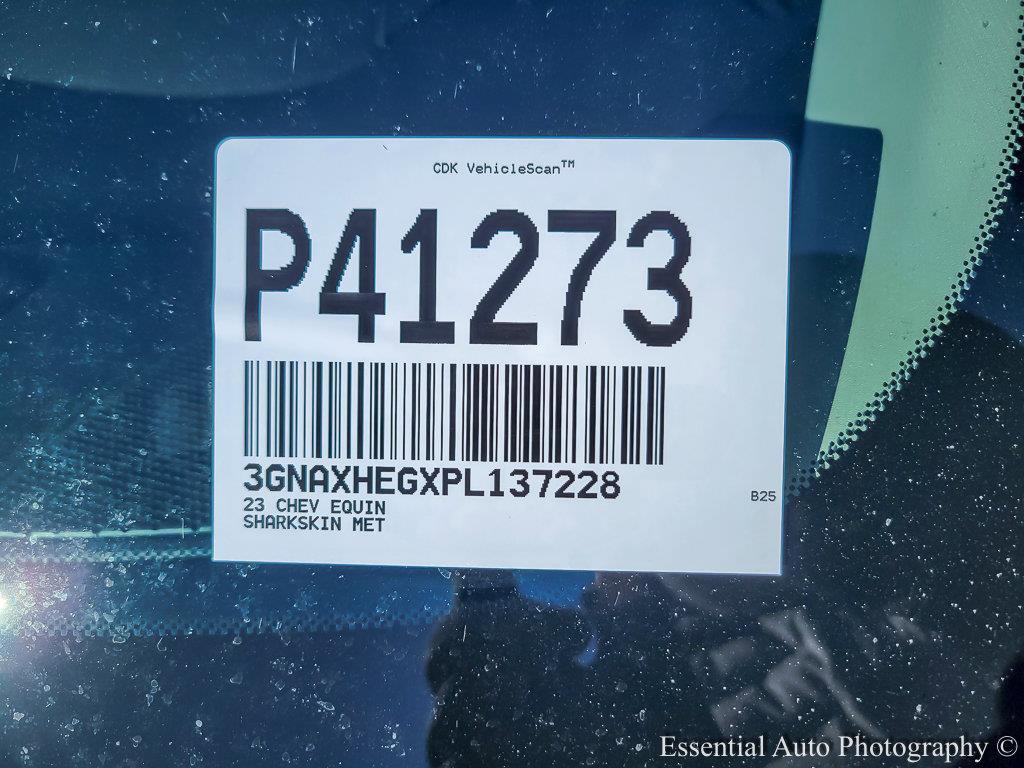 CDK VehicleScan™
P41273
3GNAXHEGXPL137228
23 CHEV EQUIN
SHARKSKIN MET
B25
Essential Auto Photography ©